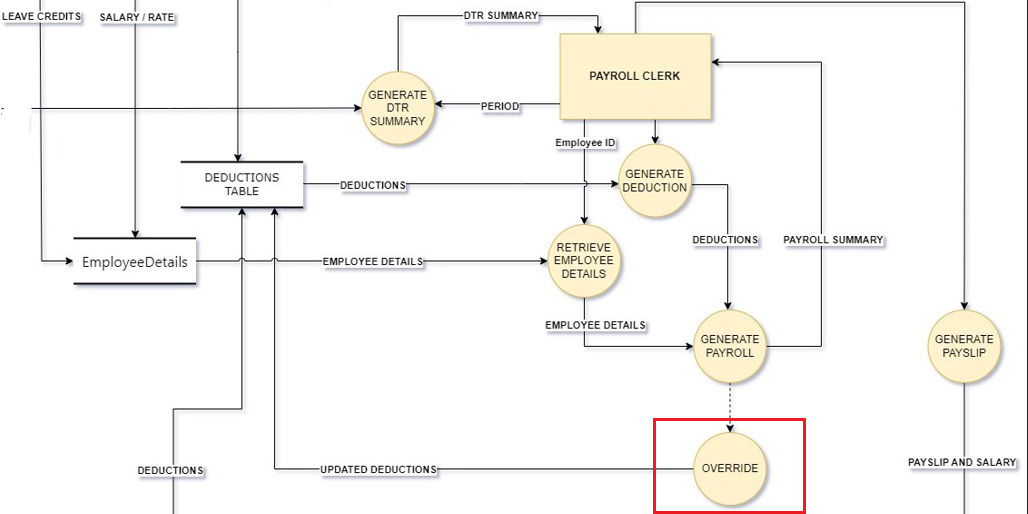 LEAVE CREDITS
SALARY / RATE
DTR SUMMARY
PAYROLL CLERK
GENERATE
DTR
SUMMARY
PERIOD
Employee ID
GENERATE
DEDUCTION
DEDUCTIONS
TABLE
DEDUCTIONS
DEDUCTIONS
PAYROLL SUMMARY
EmployeeDetails
EMPLOYEE DETAILS
RETRIEVE
EMPLOYEE
DETAILS
EMPLOYEE DETAILS
GENERATE
PAYROLL
GENERATE
PAYSLIP
DEDUCTIONS
UPDATED DEDUCTIONS
OVERRIDE
PAYSLIP AND SALARY